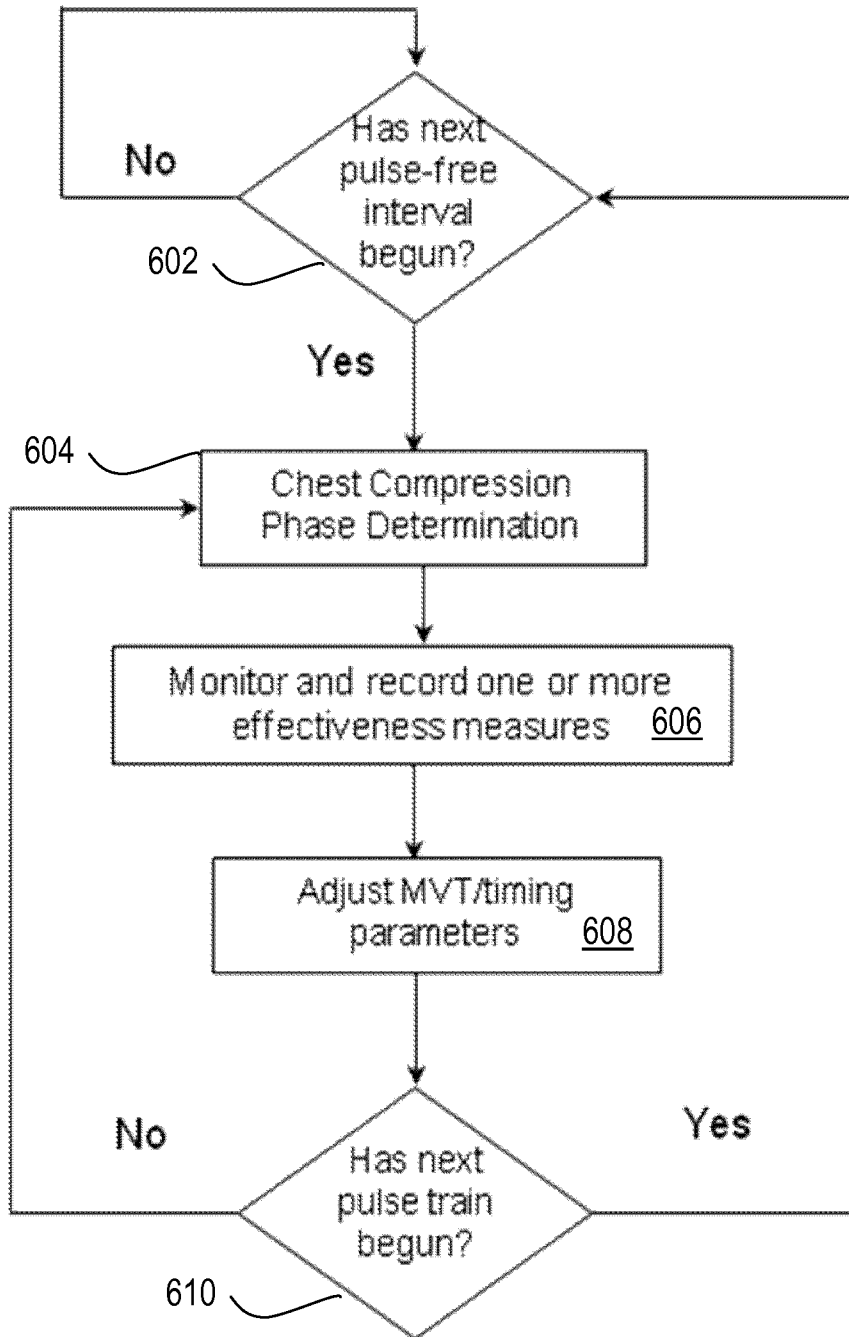 Has next
pulse-free
interval
begun?
No
602
Yes
604
Chest Compression
Phase Determination
Monitor and record one or more
effectiveness measures 606
Adjust MVT/timing
parameters 608
No
Yes
Has next
pulse train
begun?
610